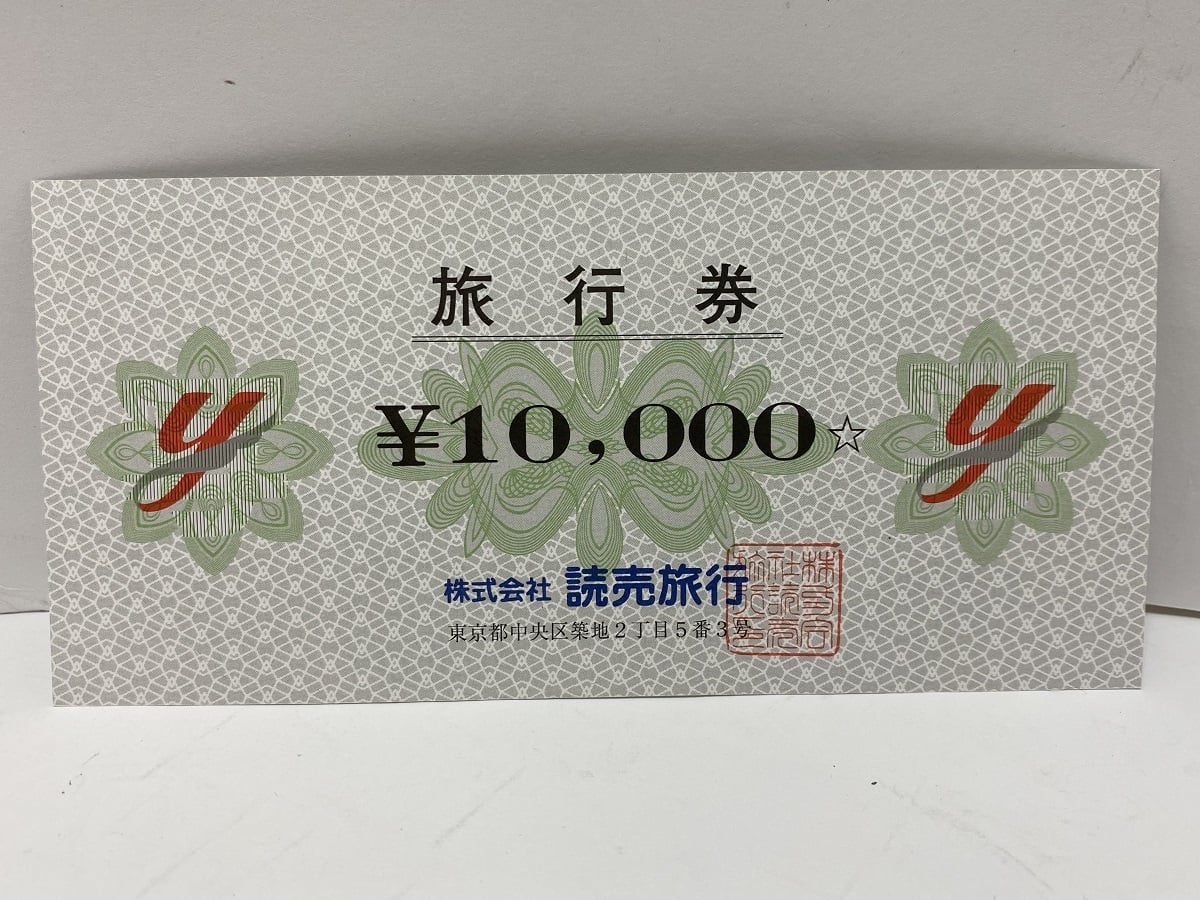 旅行券
¥10,000☆
y
y
株式会社 読売旅行
東京都中央区築地2丁目5番3号